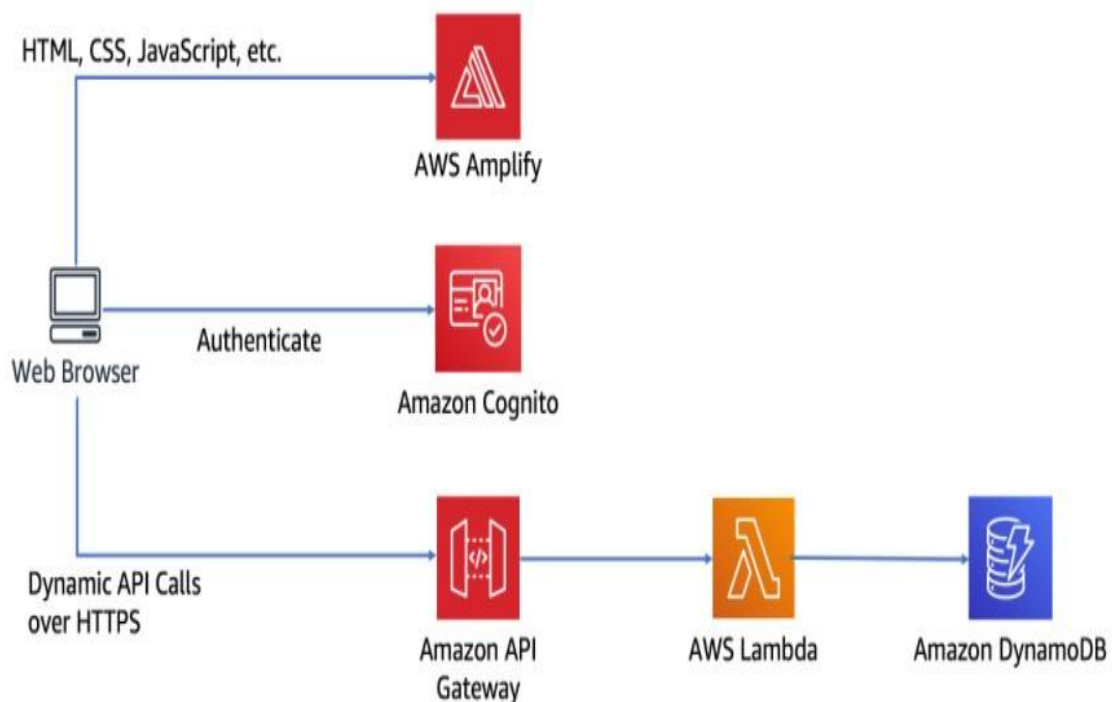 HTML, CSS, JavaScript, etc.
AWS Amplify
Web Browser
Authenticate
Amazon Cognito
Dynamic API Calls
over HTTPS
Amazon API
Gateway
AWS Lambda
Amazon DynamoDB